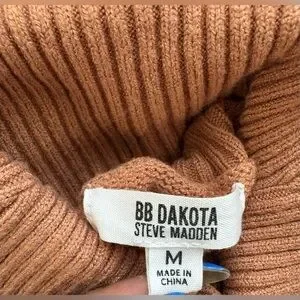 BB DAKOTA
STEVE MADDEN
M
MADE IN
CHINA